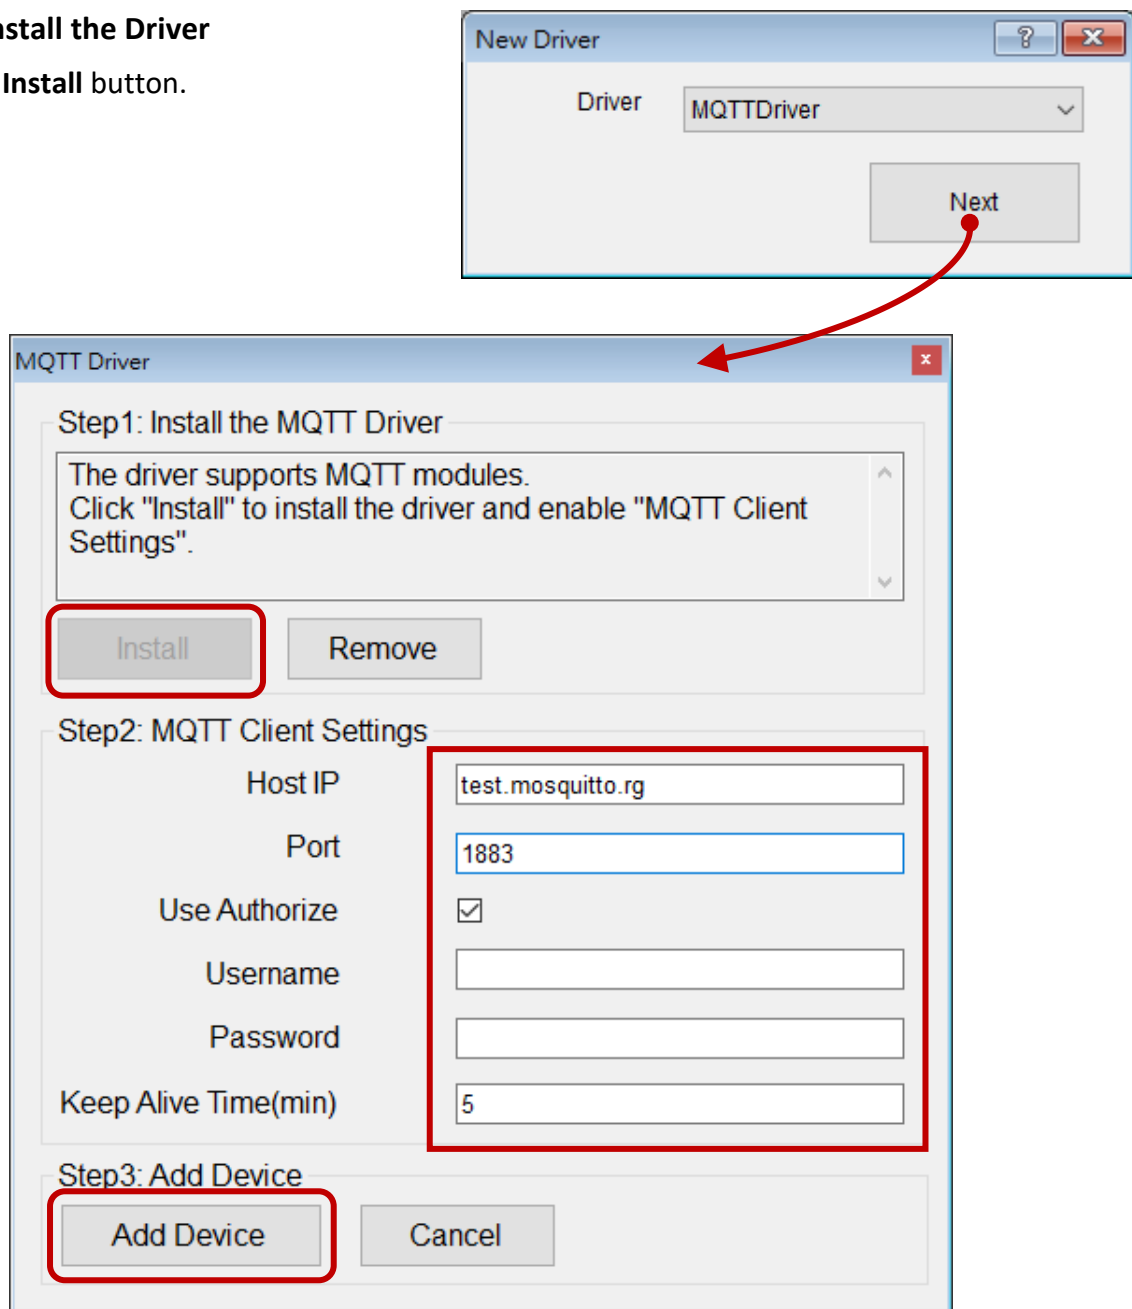 nstall the Driver
Install button.
New Driver
Driver MQTTDriver
Next
MQTT Driver
Step1: Install the MQTT Driver
The driver supports MQTT modules.
Click "Install" to install the driver and enable "MQTT Client
Settings".
Install Remove
Step2: MQTT Client Settings
Host IP test.mosquitto.rg
Port 1883
Use Authorize
Username
Password
Keep Alive Time(min) 5
Step3: Add Device
Add Device Cancel